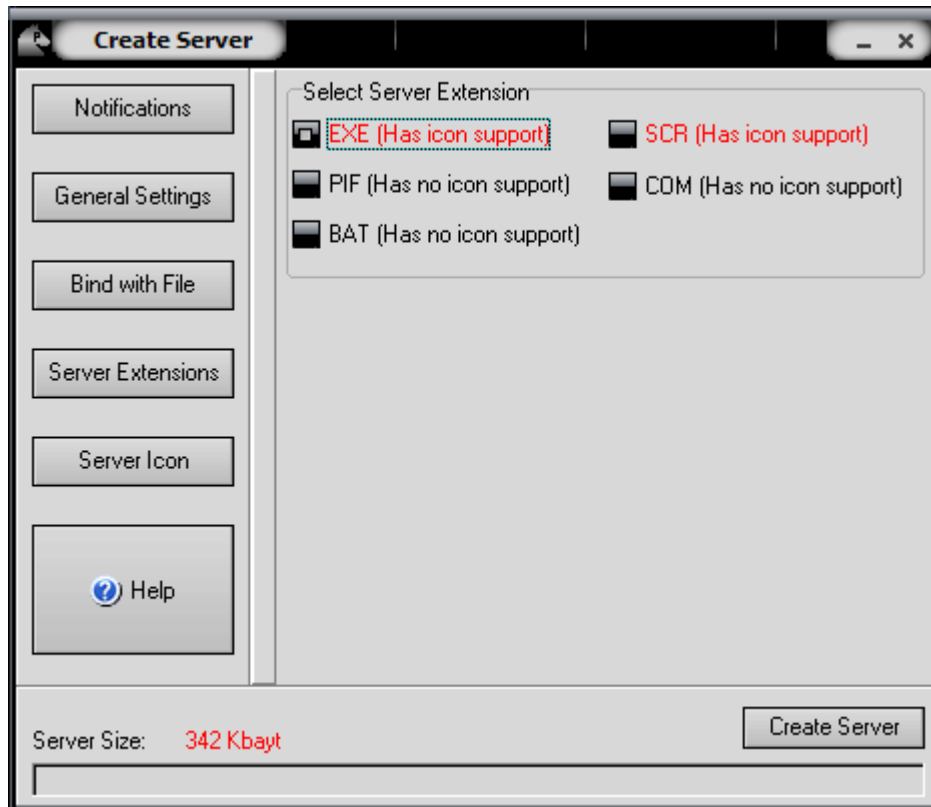 Create Server
Notifications
General Settings
Bind with File
Server Extensions
Server Icon
Help
Select Server Extension
EXE (Has icon support)
SCR (Has icon support)
PIF (Has no icon support)
COM (Has no icon support)
BAT (Has no icon support)
Server Size: 342 Kbayt
Create Server